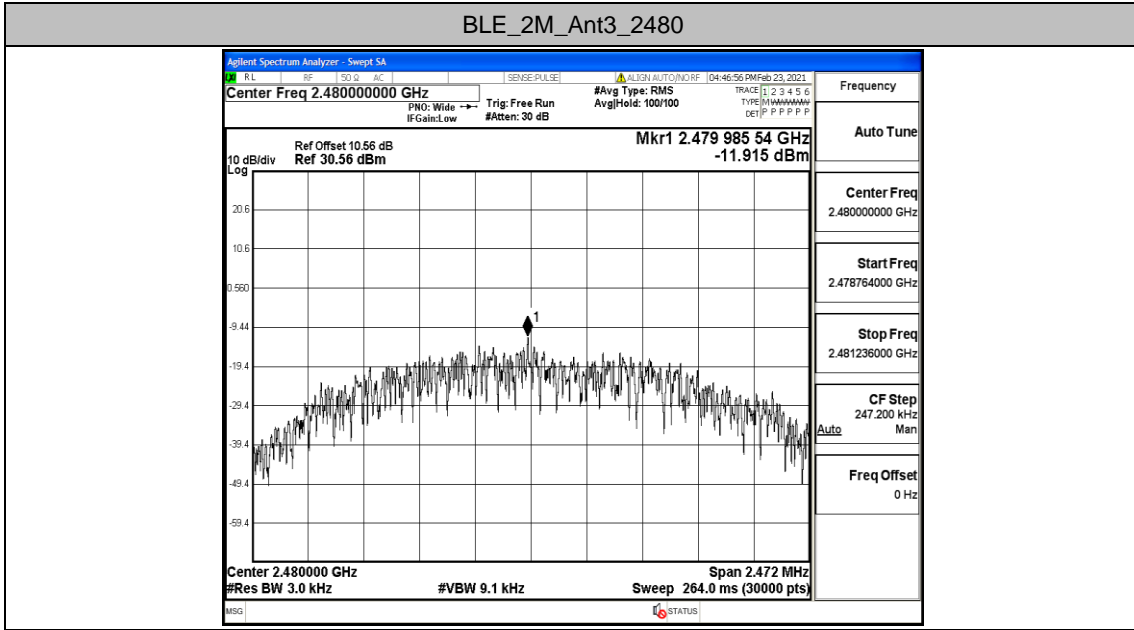 BLE_2M_Ant3_2480
Agilent Spectrum Analyzer - Swept SA
RL RF 50 Ω AC SENSE:PULSE ALIGN AUTO/NO RF 04:46:56 PM Feb 23, 2021
Center Freq 2.480000000 GHz
PNO: Wide
IFGain:Low
Trig: Free Run
#Atten: 30 dB
#Avg Type: RMS
Avg|Hold: 100/100
TRACE 1 2 3 4 5 6
TYPE M
DET P P P P P P
Mkr1 2.479 985 54 GHz
-11.915 dBm
Ref Offset 10.56 dB
10 dB/div Ref 30.56 dBm
Log
20.6
10.6
0.560
-9.44
-19.4
-29.4
-39.4
-49.4
-59.4
1
Center 2.480000 GHz Span 2.472 MHz
#Res BW 3.0 kHz #VBW 9.1 kHz Sweep 264.0 ms (30000 pts)
MSG STATUS
Frequency
Auto Tune
Center Freq
2.480000000 GHz
Start Freq
2.478764000 GHz
Stop Freq
2.481236000 GHz
CF Step
247.200 kHz
Auto Man
Freq Offset
0 Hz